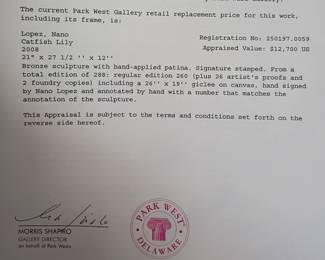 The current Park West Gallery retail replacement price for this work,
including its frame, is:
Lopez, Nano
Registration No: 250197.0059
Catfish Lily
Appraised Value: $12,700 US
2008
21" x 27 1/2 '' x 12''
Bronze sculpture with hand-applied patina. Signature stamped. From a
total edition of 288: regular edition 260 (plus 26 artist's proofs and
2 foundry copies) including a 26'' x 19'' giclee on canvas, hand signed
by Nano Lopez and annotated by hand with a number that matches the
annotation of the sculpture.
This Appraisal is subject to the terms and conditions set forth on the
reverse side hereof.
MORRIS SHAPIRO
GALLERY DIRECTOR
on behalf of Park West
PARK WEST
DELAWARE